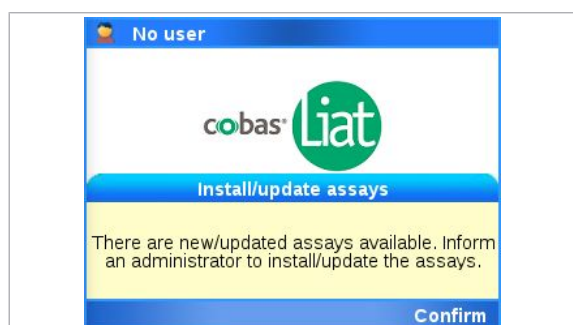 No user
cobas® Liat
Install/update assays
There are new/updated assays available. Inform
an administrator to install/update the assays.
Confirm